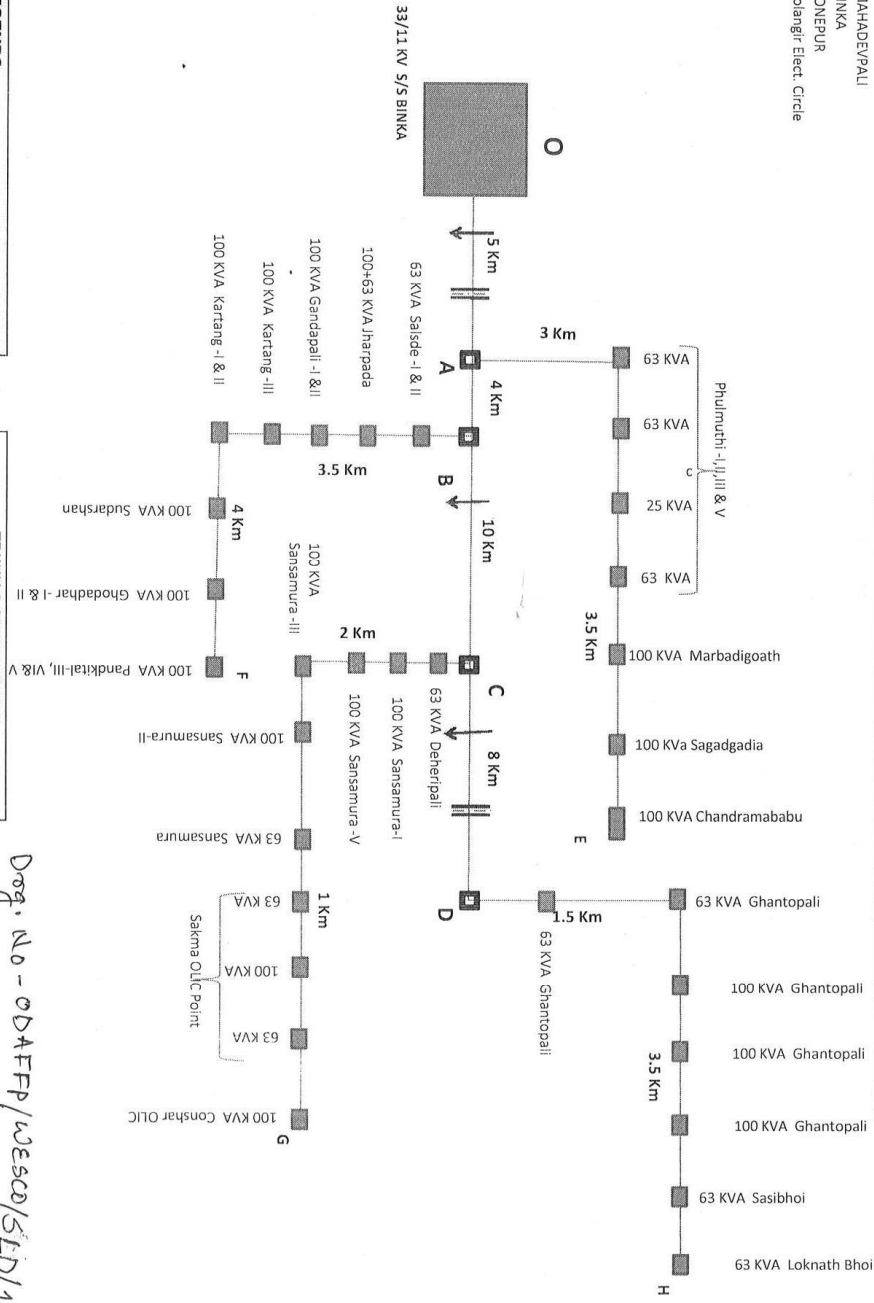 33/11 KV S/S BINKA
O
5 Km
A
3 Km
4 Km
B
3.5 Km
10 Km
C
2 Km
8 Km
D
1.5 Km
63 KVA
63 KVA
25 KVA
63 KVA
Phulmuthi -I,II,III & V
c
3.5 Km
100 KVA Marbadigoath
100 KVa Sagadgadia
100 KVA Chandramababu
E
63 KVA Salsde -I & II
100+63 KVA Jharpada
100 KVA Gandapali -I &II
100 KVA Kartang -III
100 KVA Kartang -I & II
4 Km
100 KVA Sudarshan
100 KVA Ghodadhar -I & II
100 KVA Pandkital-III, VI& V
F
63 KVA Deheripali
100 KVA Sansamura-I
100 KVA Sansamura -V
100 KVA
Sansamura -III
100 KVA Sansamura-II
63 KVA Sansamura
1 Km
63 KVA
100 KVA
63 KVA
Sakma OLIC Point
100 KVA Conshar OLIC
G
63 KVA Ghantopali
63 KVA Ghantopali
100 KVA Ghantopali
100 KVA Ghantopali
3.5 Km
100 KVA Ghantopali
63 KVA Sasibhoi
63 KVA Loknath Bhoi
H
Drg. No - ODAFFP/WESCO/SED/1